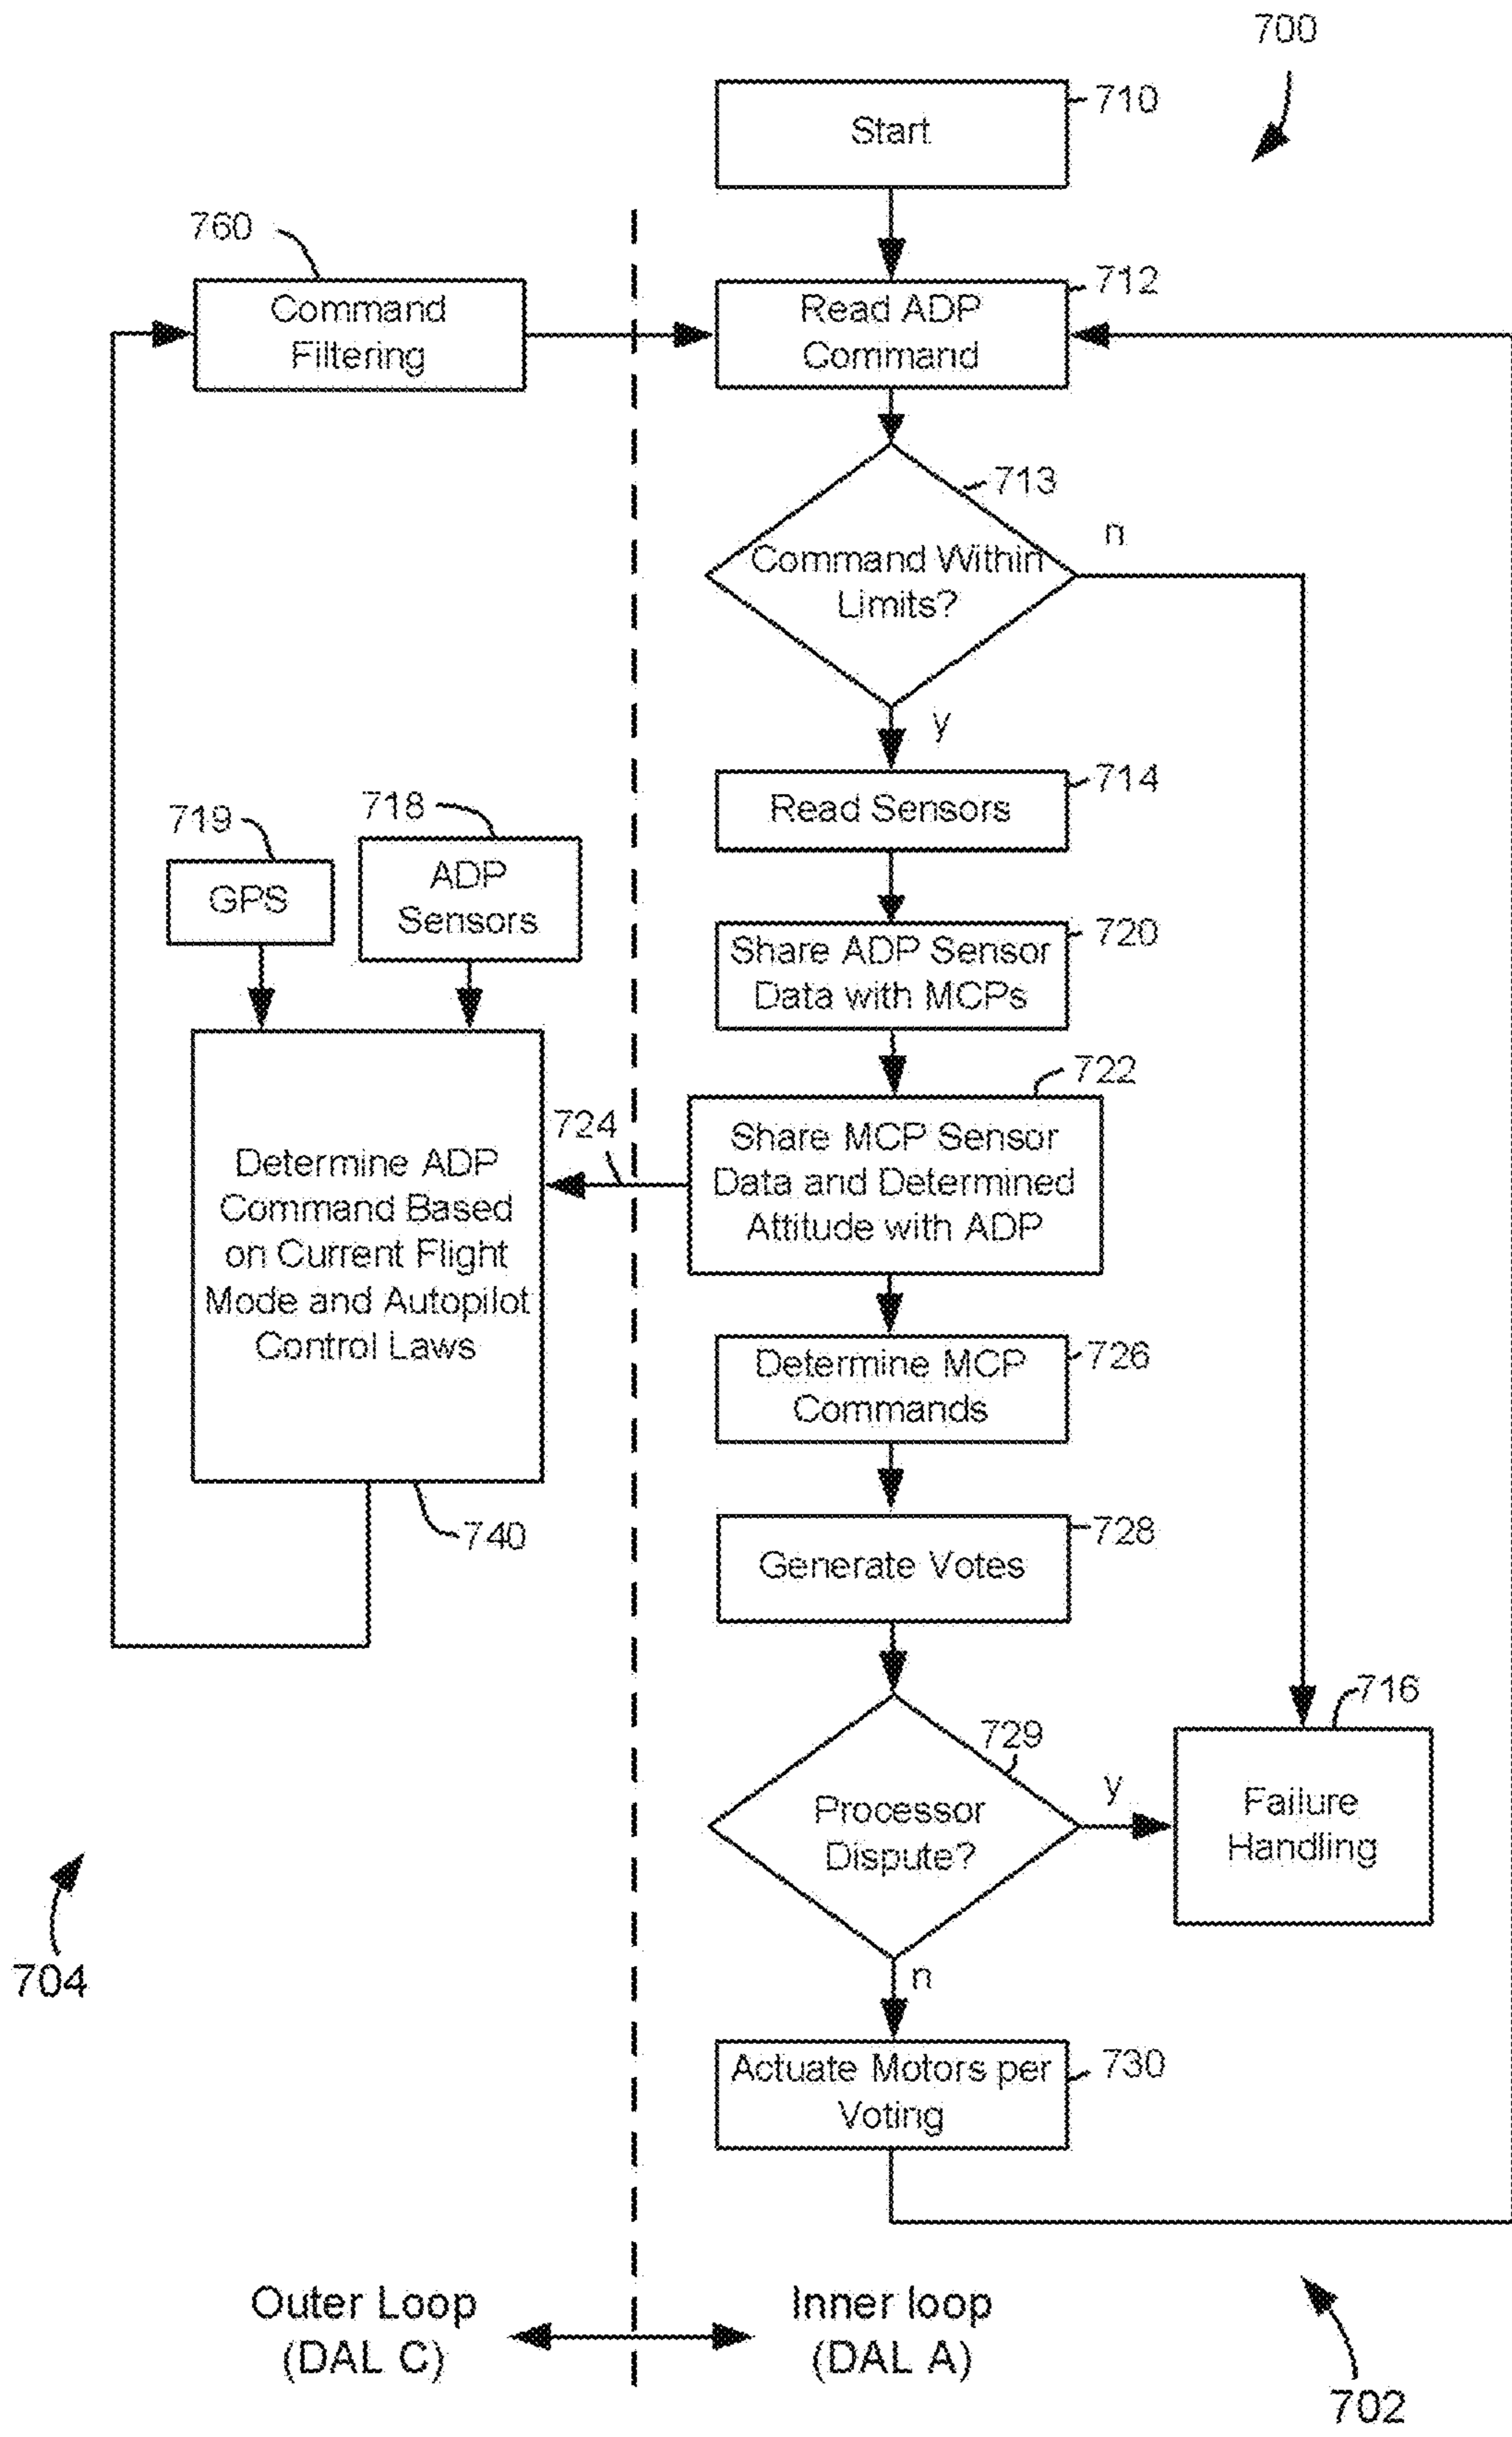 700
710
Start
760
Command
Filtering
712
Read ADP
Command
713
n
Command Within
Limits?
y
714
Read Sensors
719
GPS
718
ADP
Sensors
720
Share ADP Sensor
Data with MCPs
722
Share MCP Sensor
Data and Determined
Attitude with ADP
724
Determine ADP
Command Based
on Current Flight
Mode and Autopilot
Control Laws
740
726
Determine MCP
Commands
728
Generate Votes
729
Processor
Dispute?
y
716
Failure
Handling
n
704
730
Actuate Motors per
Voting
Outer Loop
(DAL C)
Inner loop
(DAL A)
702